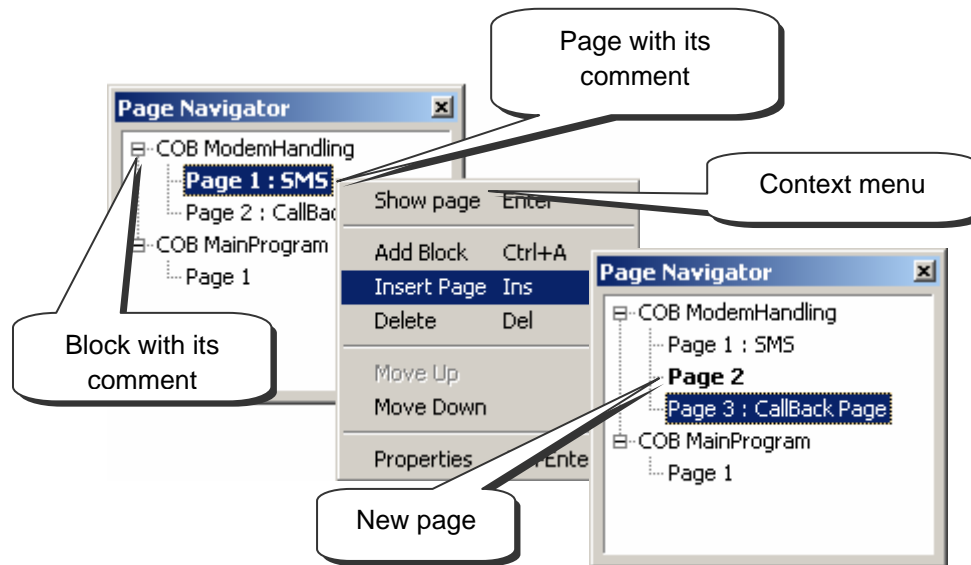 Page with its
comment
Page Navigator
COB ModemHandling
Page 1 : SMS
Page 2 : CallBac
COB MainProgram
Page 1
Context menu
Show page Enter
Add Block Ctrl+A
Insert Page Ins
Delete Del
Move Up
Move Down
Properties Ente
Block with its
comment
Page Navigator
COB ModemHandling
Page 1 : SMS
Page 2
Page 3 : CallBack Page
COB MainProgram
Page 1
New page